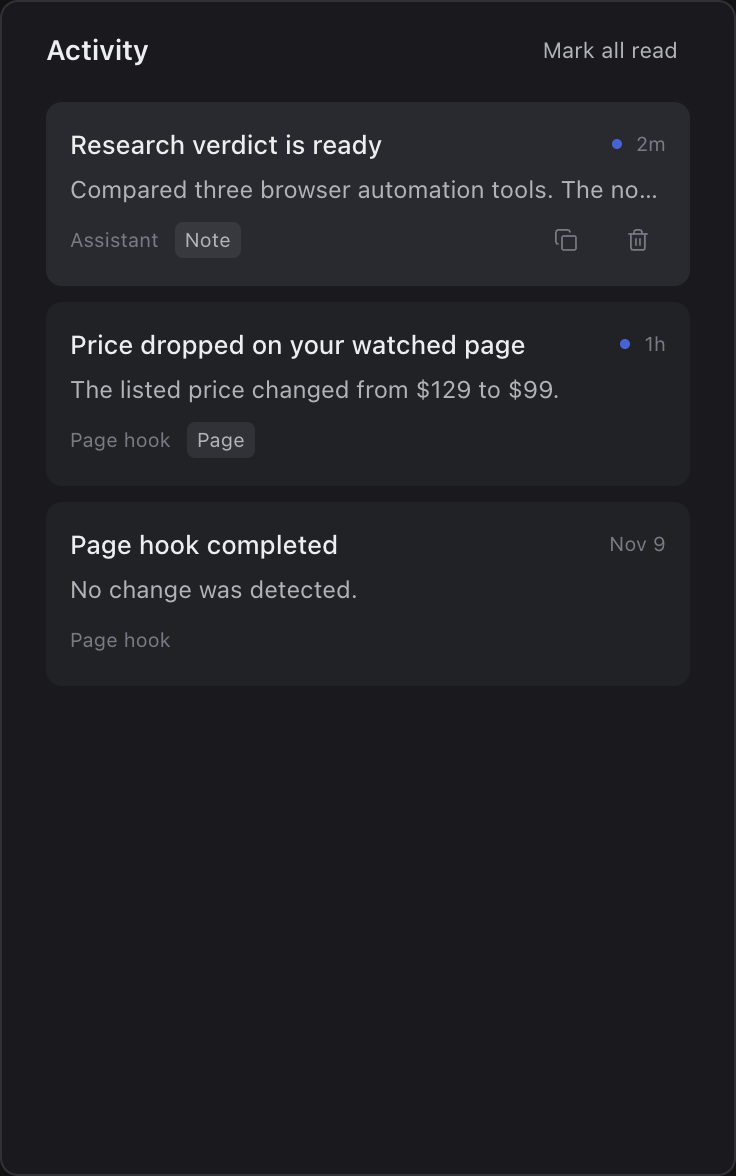 Activity
Mark all read
Research verdict is ready
2m
Compared three browser automation tools. The no...
Assistant
Note
Price dropped on your watched page
1h
The listed price changed from $129 to $99.
Page hook
Page
Page hook completed
Nov 9
No change was detected.
Page hook